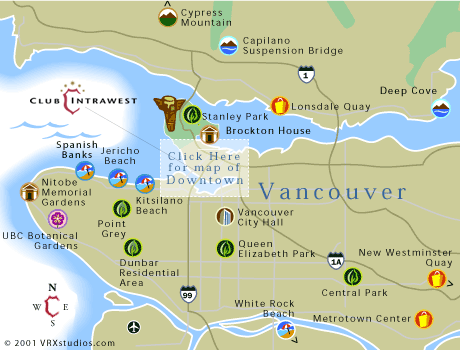 Cypress
Mountain
Capilano
Suspension Bridge
1
Deep Cove
CLUB INTRAWEST
Lonsdale Quay
Stanley Park
Brockton House
Spanish
Banks
Jericho
Beach
Click Here
for map of
Downtown
Nitobe
Memorial
Gardens
Kitsilano
Beach
Vancouver
UBC Botanical
Gardens
Point
Grey
Vancouver
City Hall
Dunbar
Residential
Area
Queen
Elizabeth Park
1A
New Westminster
Quay
Central Park
99
N
W E
S
White Rock
Beach
Metrotown Center
© 2001 VRXstudios.com